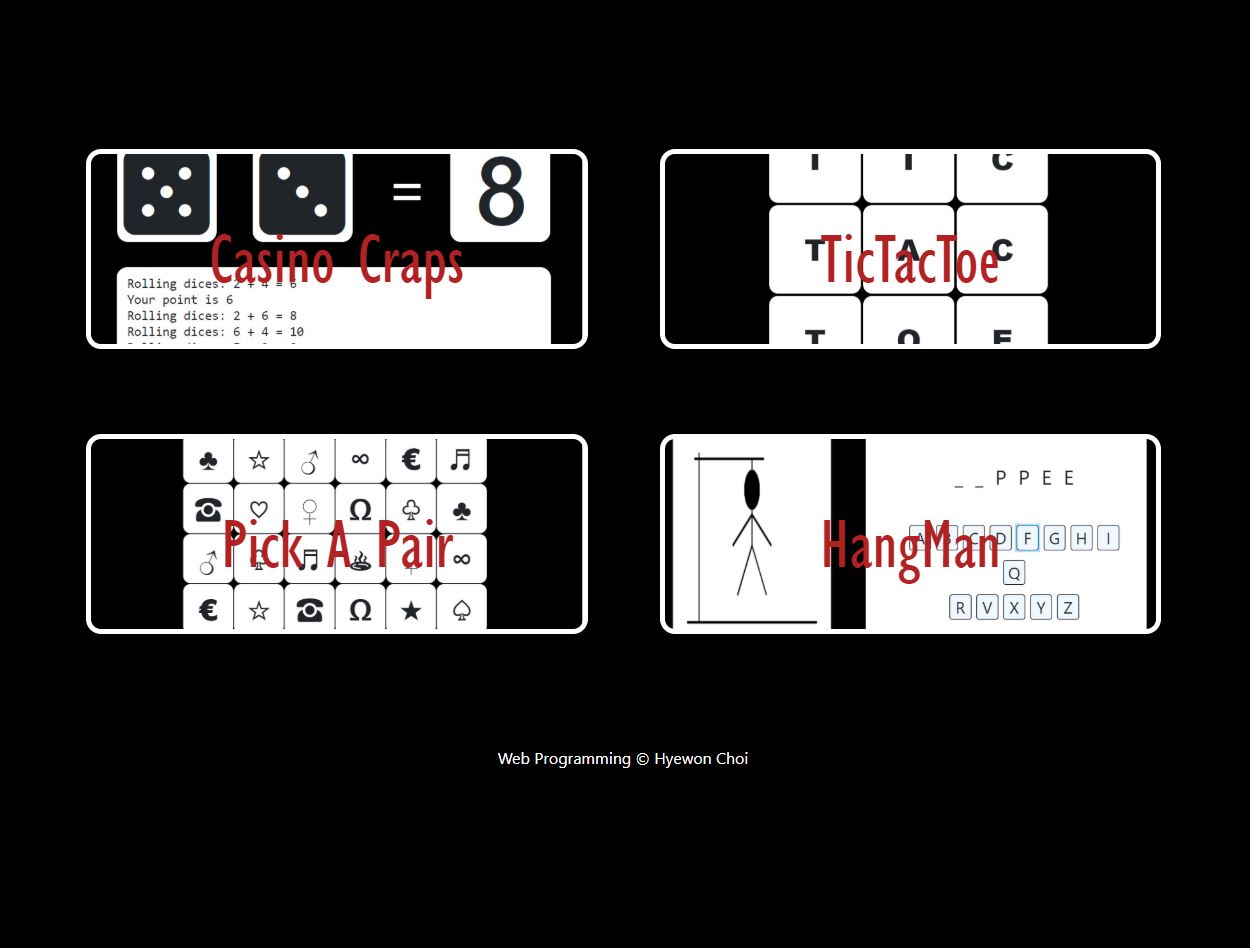 = 8
Casino Craps
Rolling dices: 2 + 4 = 6
Your point is 6
Rolling dices: 2 + 6 = 8
Rolling dices: 6 + 4 = 10
T I C
T A C
TicTacToe
T O E
♣ ☆ ♂ ∞ € ♬
☎ ♡ ♀ Ω ♧ ♣
Pick A Pair
♂ ♬ ♨ ∞
€ ☆ ☎ Ω ★ ♤
_ _ P P E E
A B C D F G H I
HangMan
Q
R V X Y Z
Web Programming © Hyewon Choi